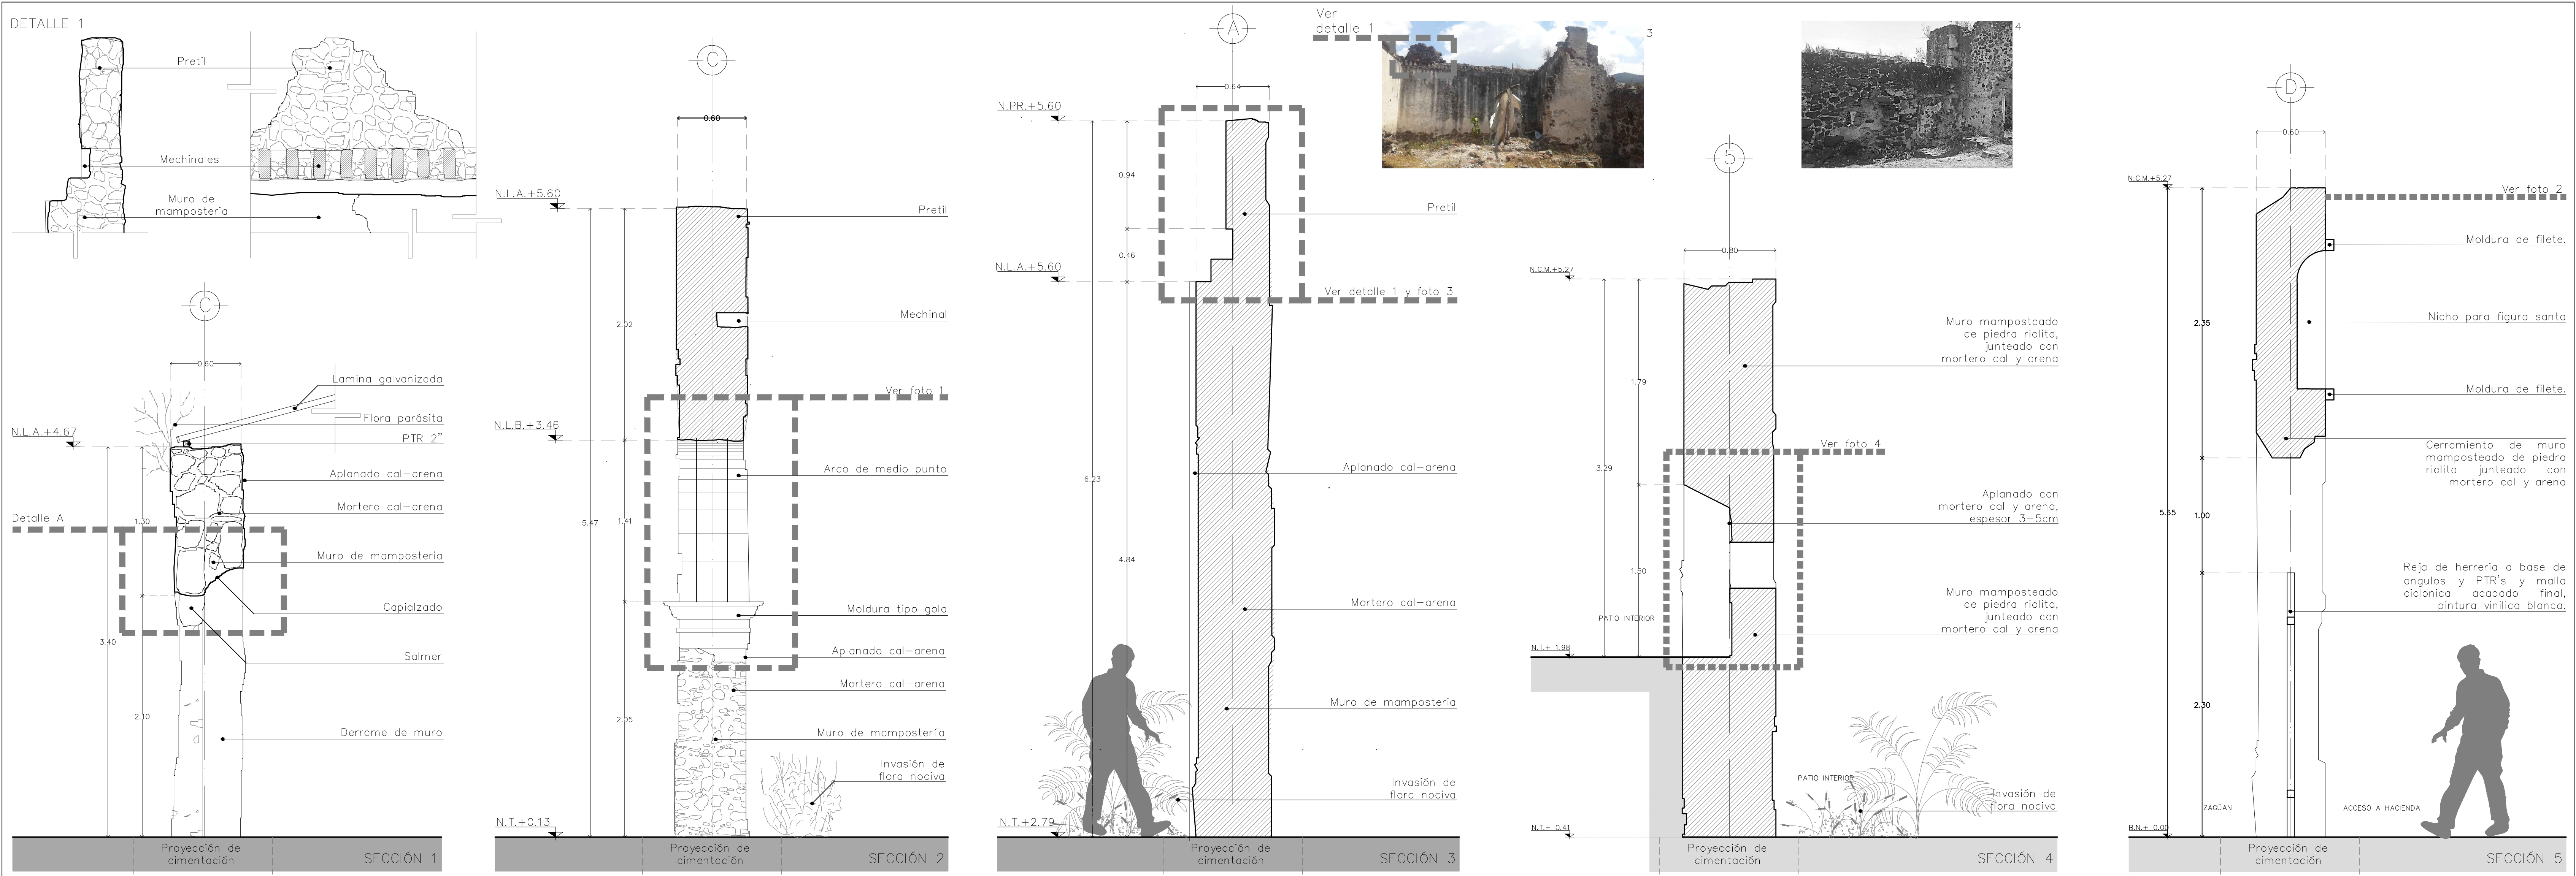 DETALLE 1
Pretil
Mechinales
Muro de
mamposteria
C
0.60
Lamina galvanizada
Flora parásita
PTR 2"
N.L.A.+4.67
Aplanado cal-arena
Mortero cal-arena
Detalle A
1.30
Muro de mamposteria
Capialzado
3.40
Salmer
2.10
Derrame de muro
Proyección de
cimentación
SECCIÓN 1
C
0.60
N.L.A.+5.60
Pretil
Mechinal
2.02
Ver foto 1
N.L.B.+3.46
Arco de medio punto
5.47
1.41
Moldura tipo gola
Aplanado cal-arena
Mortero cal-arena
2.05
Muro de mampostería
Invasión de
flora nociva
N.T.+0.13
Proyección de
cimentación
SECCIÓN 2
A
Ver
detalle 1
3
0.64
N.PR.+5.60
0.94
Pretil
0.46
N.L.A.+5.60
Ver detalle 1 y foto 3
Aplanado cal-arena
6.23
4.84
Mortero cal-arena
Muro de mamposteria
Invasión de
flora nociva
N.T.+2.79
Proyección de
cimentación
SECCIÓN 3
4
5
0.80
N.C.M.+5.27
Muro mamposteado
de piedra riolita,
junteado con
mortero cal y arena
1.79
Ver foto 4
3.29
Aplanado con
mortero cal y arena,
espesor 3-5cm
1.50
Muro mamposteado
de piedra riolita,
junteado con
mortero cal y arena
PATIO INTERIOR
N.T.+ 1.98
PATIO INTERIOR
Invasión de
flora nociva
N.T.+ 0.41
Proyección de
cimentación
SECCIÓN 4
D
0.60
N.C.M.+5.27
Ver foto 2
Moldura de filete.
2.35
Nicho para figura santa
Moldura de filete.
Cerramiento de muro
mamposteado de piedra
riolita junteado con
mortero cal y arena
5.65
1.00
Reja de herreria a base de
angulos y PTR's y malla
ciclonica acabado final,
pintura vinilica blanca.
2.30
ZAGÚAN
ACCESO A HACIENDA
B.N.+ 0.00
Proyección de
cimentación
SECCIÓN 5